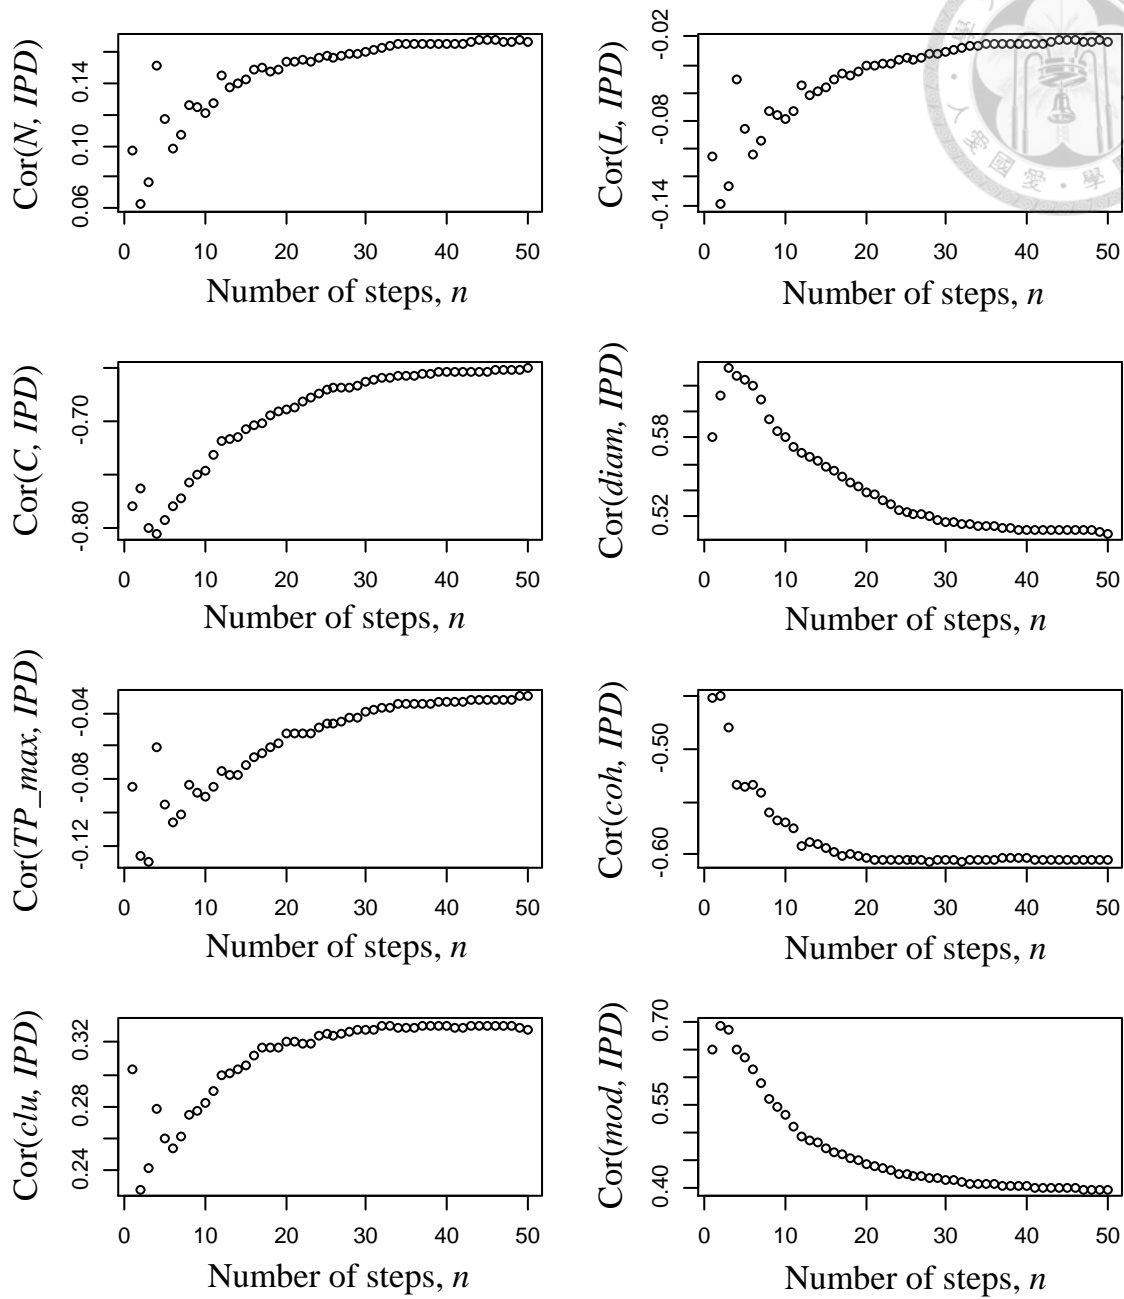 Cor(N, IPD)
0.14
0.10
0.06
0 10 20 30 40 50
Number of steps, n
Cor(L, IPD)
-0.02
-0.08
-0.14
0 10 20 30 40 50
Number of steps, n
Cor(C, IPD)
-0.70
-0.80
0 10 20 30 40 50
Number of steps, n
Cor(diam, IPD)
0.58
0.52
0 10 20 30 40 50
Number of steps, n
Cor(TP_max, IPD)
-0.04
-0.08
-0.12
0 10 20 30 40 50
Number of steps, n
Cor(coh, IPD)
-0.50
-0.60
0 10 20 30 40 50
Number of steps, n
Cor(clu, IPD)
0.32
0.28
0.24
0 10 20 30 40 50
Number of steps, n
Cor(mod, IPD)
0.70
0.55
0.40
0 10 20 30 40 50
Number of steps, n
人愛國愛·學